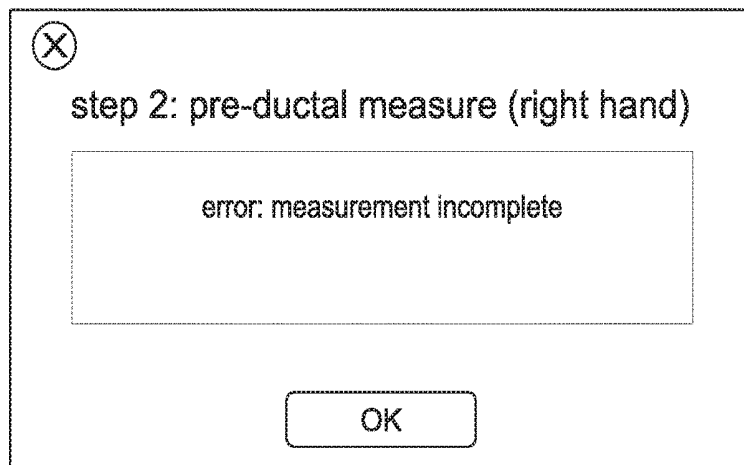 step 2: pre-ductal measure (right hand)
error: measurement incomplete
OK